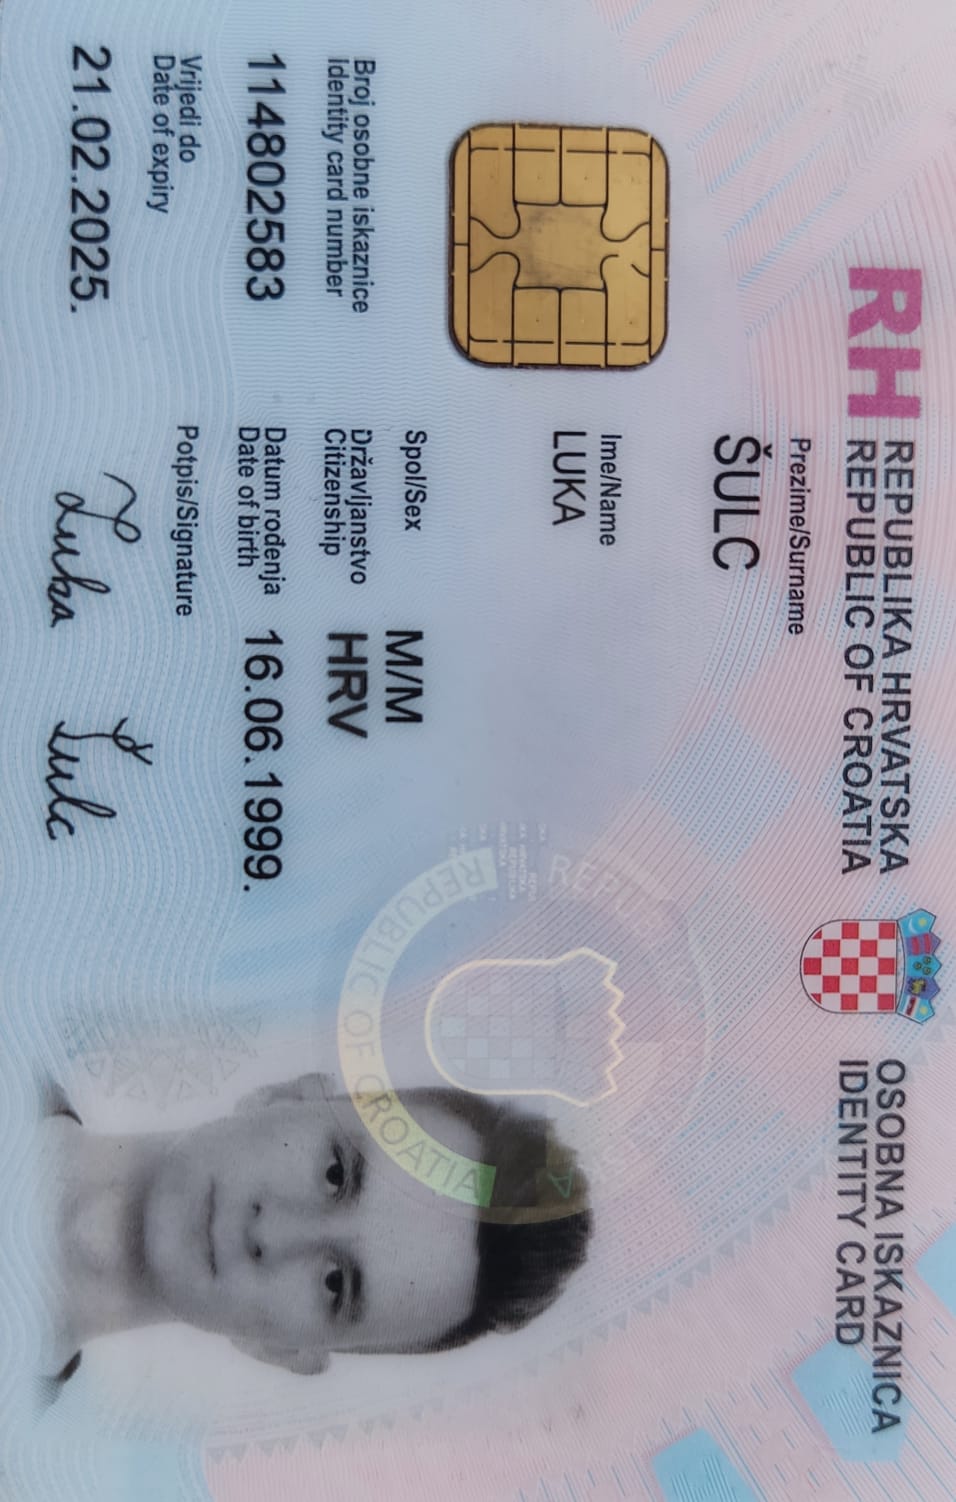 RH
REPUBLIKA HRVATSKA
REPUBLIC OF CROATIA
OSOBNA ISKAZNICA
IDENTITY CARD
Prezime/Surname
ŠULC
Ime/Name
LUKA
Spol/Sex
M/M
Državljanstvo
Citizenship
HRV
Datum rođenja
Date of birth
16.06.1999.
Broj osobne iskaznice
Identity card number
114802583
Vrijedi do
Date of expiry
21.02.2025.
Potpis/Signature
Luka Šulc
REPUBLIC OF CROATIA